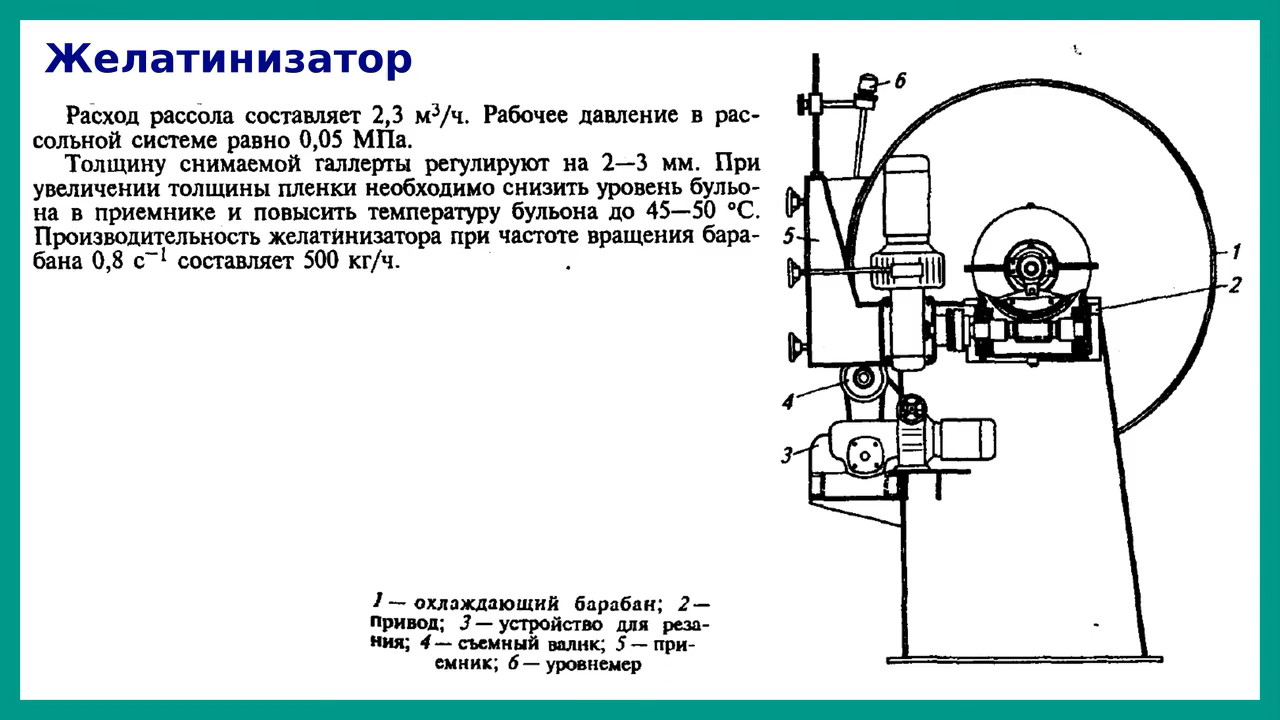 Желатинизатор
Расход рассола составляет 2,3 м³/ч. Рабочее давление в рас-
сольной системе равно 0,05 МПа.
Толщину снимаемой галлерты регулируют на 2—3 мм. При
увеличении толщины пленки необходимо снизить уровень бульо-
на в приемнике и повысить температуру бульона до 45—50 °С.
Производительность желатинизатора при частоте вращения бара-
бана 0,8 с⁻¹ составляет 500 кг/ч.
6
5
1
2
4
3
1 — охлаждающий барабан; 2 —
привод; 3 — устройство для реза-
ния; 4 — съемный валик; 5 — при-
емник; 6 — уровнемер